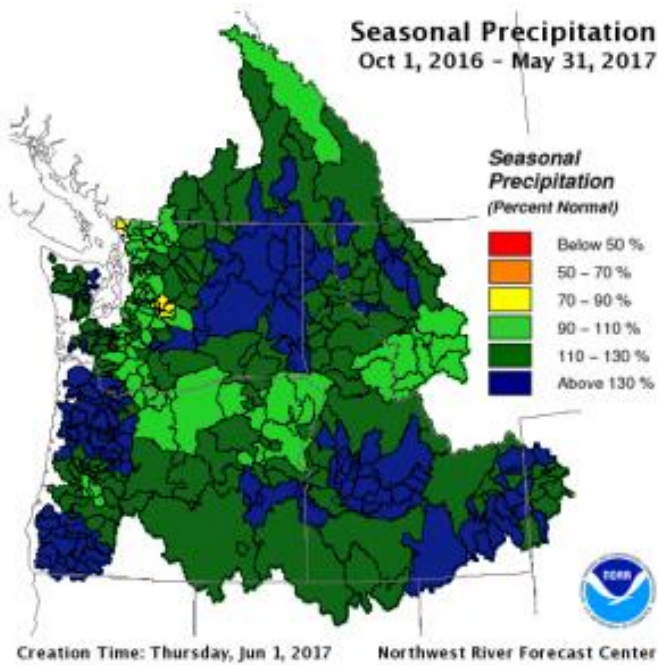 Seasonal Precipitation
Oct 1, 2016 - May 31, 2017
Seasonal
Precipitation
(Percent Normal)
Below 50 %
50 - 70 %
70 - 90 %
90 - 110 %
110 - 130 %
Above 130 %
NOAA
Creation Time: Thursday, Jun 1, 2017
Northwest River Forecast Center